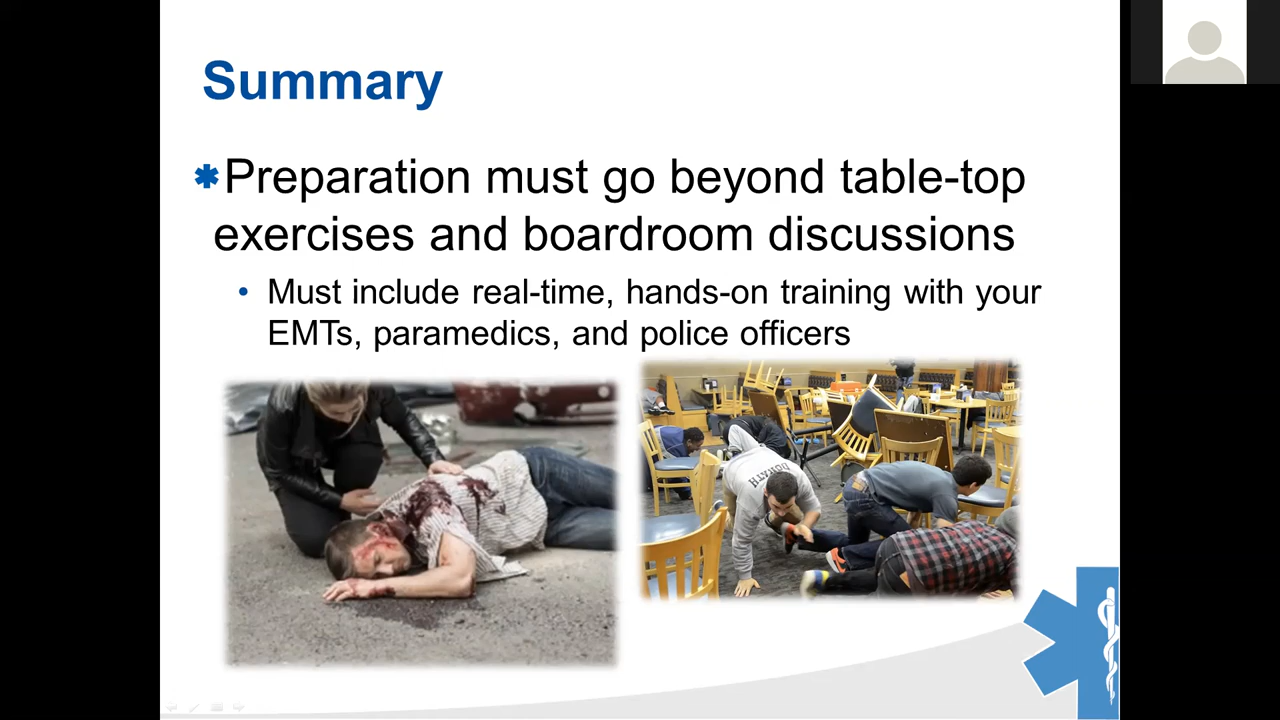 Summary
Preparation must go beyond table-top
exercises and boardroom discussions
• Must include real-time, hands-on training with your
EMTs, paramedics, and police officers